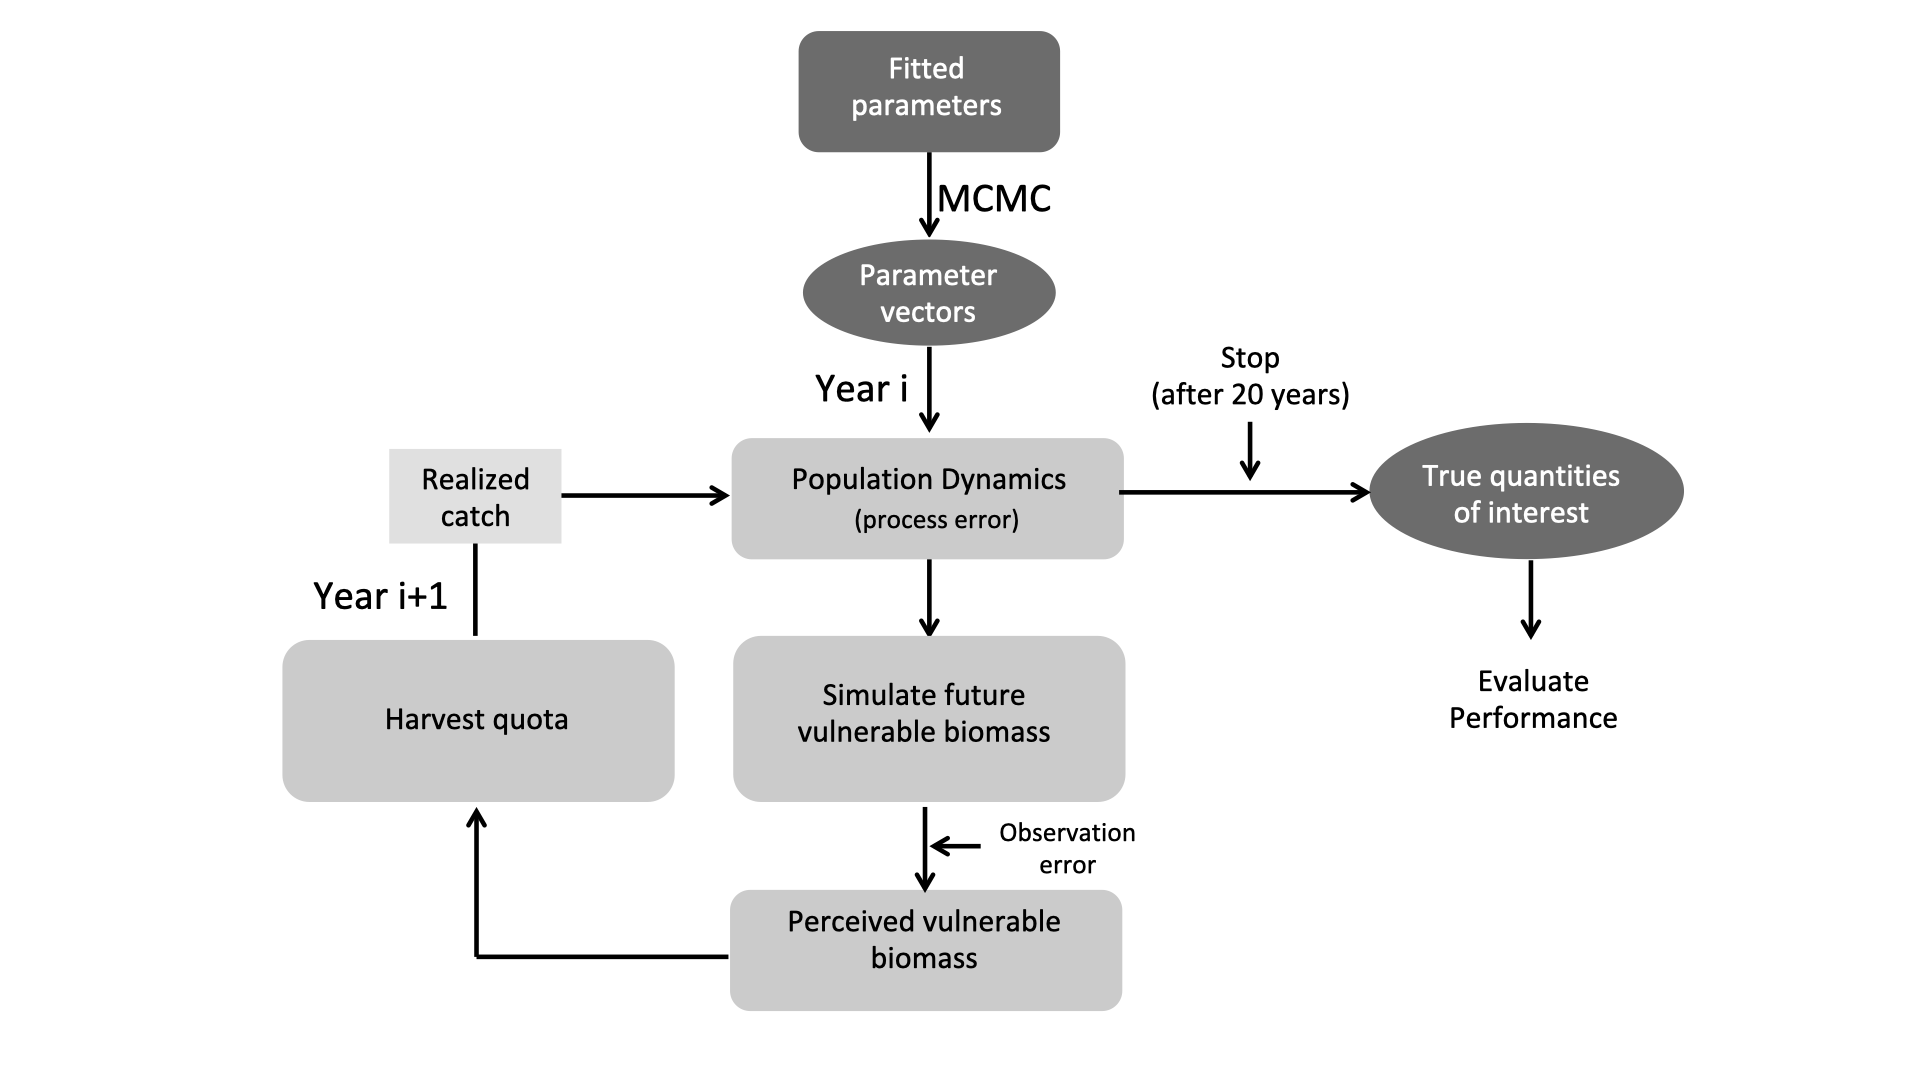 Fitted
parameters
MCMC
Parameter
vectors
Year i
Stop
(after 20 years)
Realized
catch
Population Dynamics
(process error)
True quantities
of interest
Year i+1
Harvest quota
Simulate future
vulnerable biomass
Evaluate
Performance
Observation
error
Perceived vulnerable
biomass